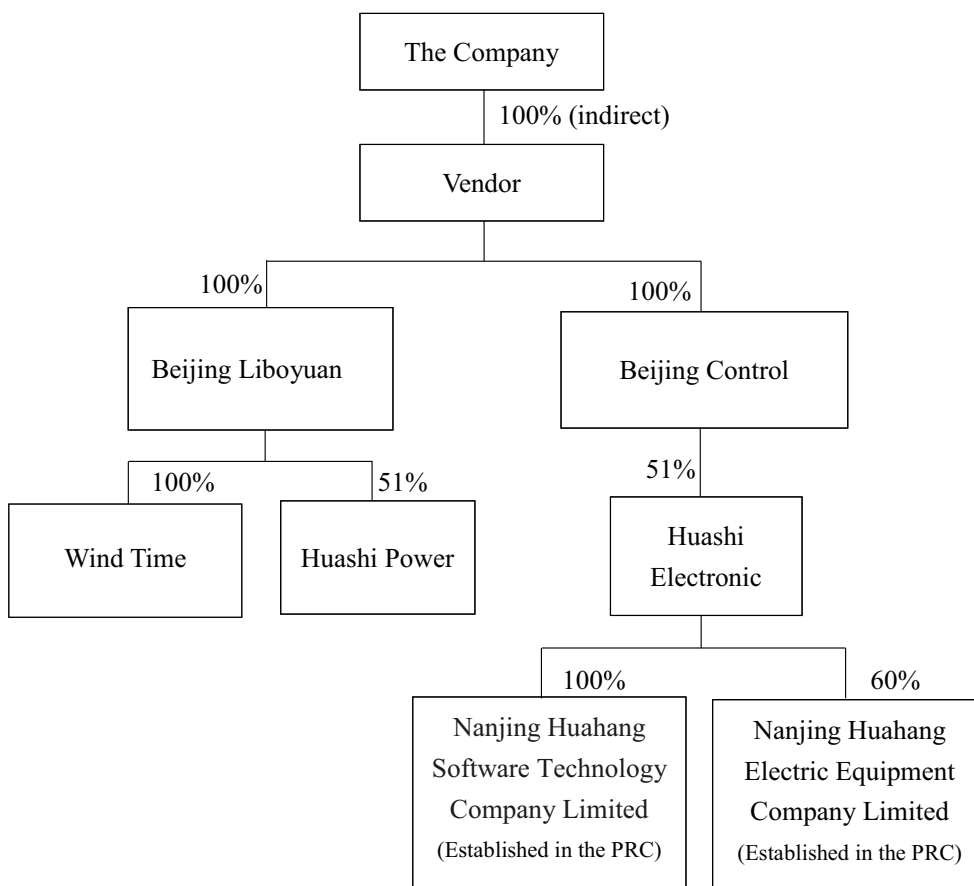 The Company
100% (indirect)
Vendor
100%
100%
Beijing Liboyuan
Beijing Control
100%
51%
51%
Wind Time
Huashi Power
Huashi
Electronic
100%
60%
Nanjing Huahang
Software Technology
Company Limited
(Established in the PRC)
Nanjing Huahang
Electric Equipment
Company Limited
(Established in the PRC)